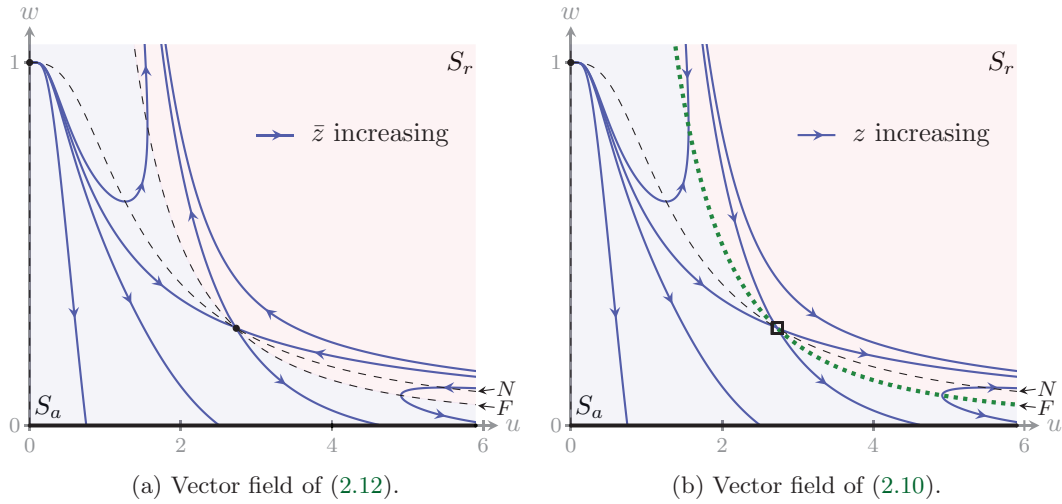 w
1
S_r
z̄ increasing
N
F
S_a
0
0
2
4
6
u
(a) Vector field of (2.12).
w
1
S_r
z increasing
N
F
S_a
0
0
2
4
6
u
(b) Vector field of (2.10).